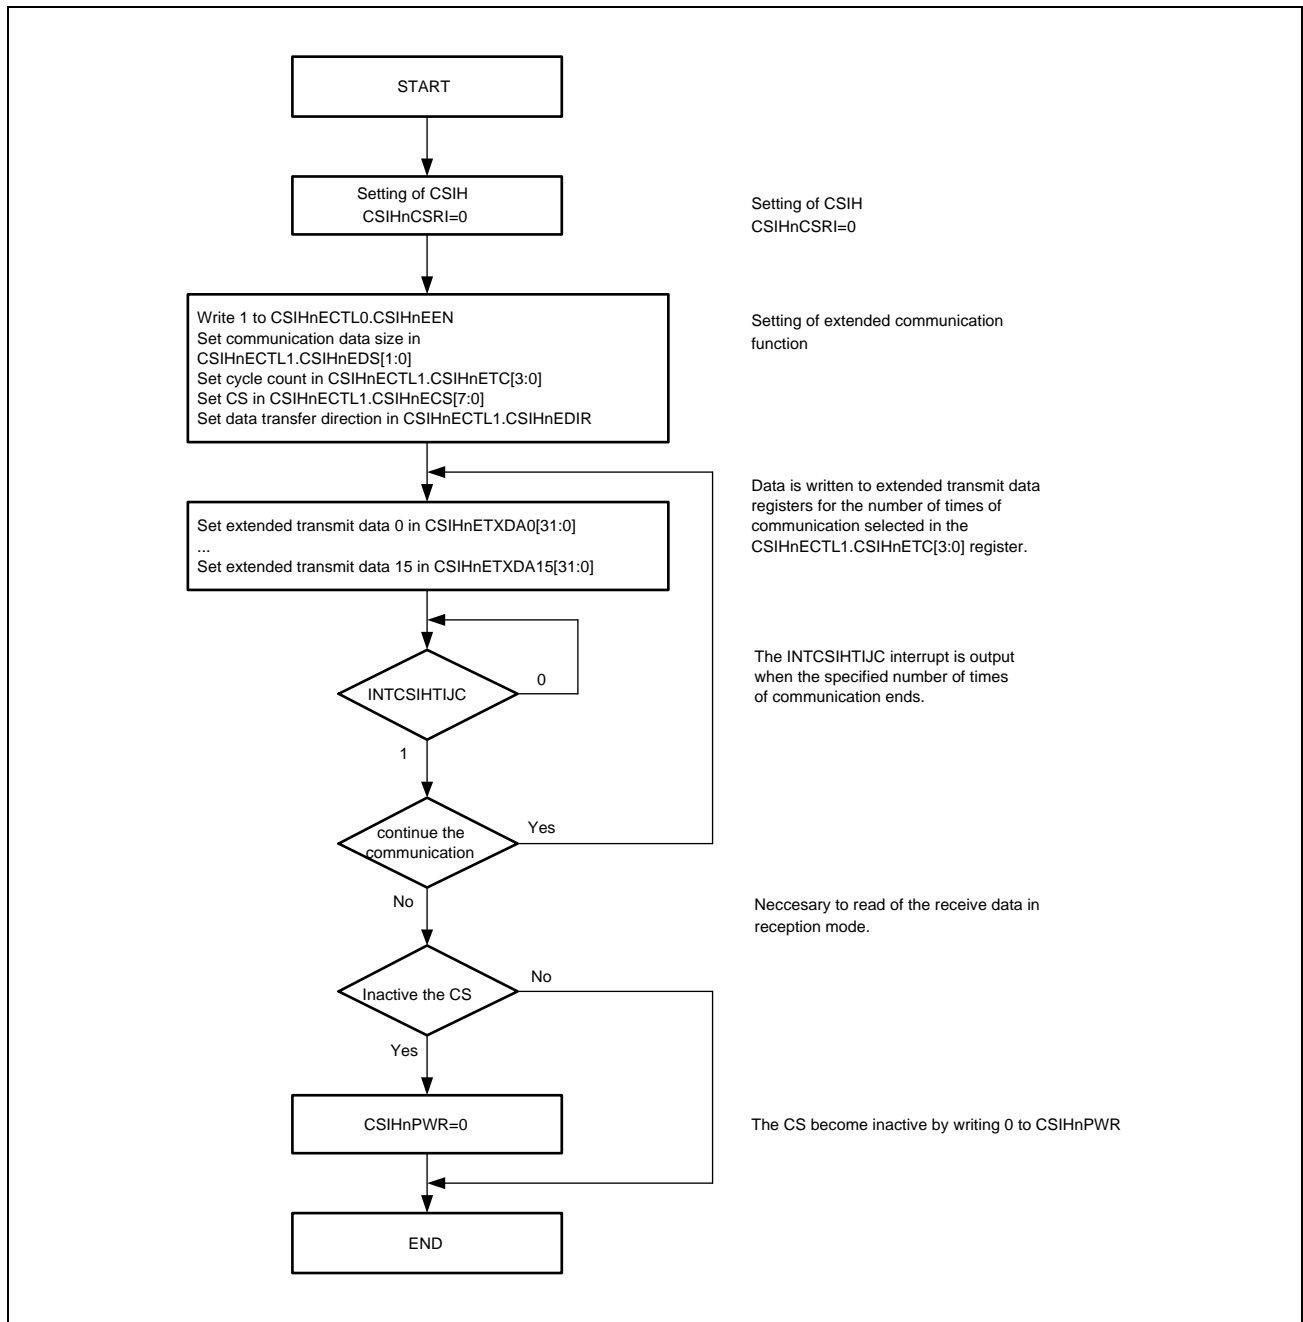 START
Setting of CSIH
CSIHnCSRI=0
Setting of CSIH
CSIHnCSRI=0
Write 1 to CSIHnECTL0.CSIHnEEN
Set communication data size in
CSIHnECTL1.CSIHnEDS[1:0]
Set cycle count in CSIHnECTL1.CSIHnETC[3:0]
Set CS in CSIHnECTL1.CSIHnECS[7:0]
Set data transfer direction in CSIHnECTL1.CSIHnEDIR
Setting of extended communication
function
Set extended transmit data 0 in CSIHnETXDA0[31:0]
...
Set extended transmit data 15 in CSIHnETXDA15[31:0]
Data is written to extended transmit data
registers for the number of times of
communication selected in the
CSIHnECTL1.CSIHnETC[3:0] register.
INTCSIHTIJC
0
1
The INTCSIHTIJC interrupt is output
when the specified number of times
of communication ends.
continue the
communication
Yes
No
Neccesary to read of the receive data in
reception mode.
Inactive the CS
No
Yes
CSIHnPWR=0
The CS become inactive by writing 0 to CSIHnPWR
END